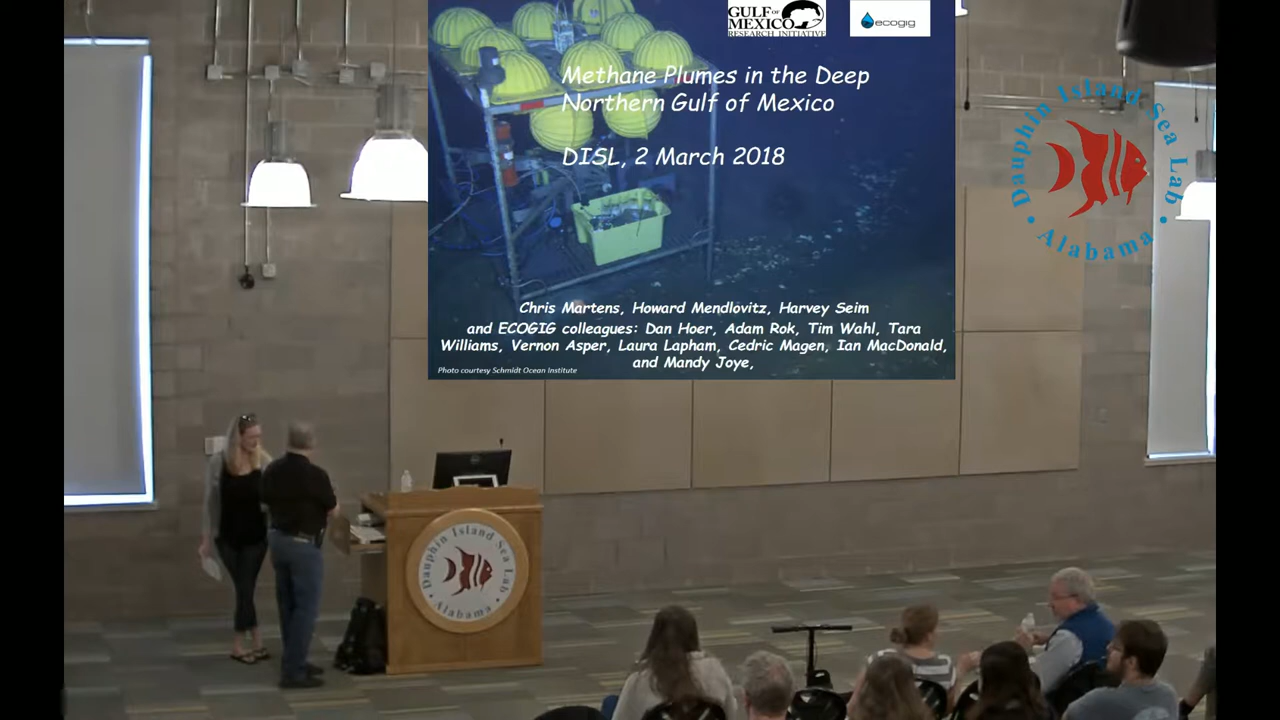 GULF OF
MEXICO
RESEARCH INITIATIVE
ecogig
Methane Plumes in the Deep
Northern Gulf of Mexico
DISL, 2 March 2018
Chris Martens, Howard Mendlovitz, Harvey Seim
and ECOGIG colleagues: Dan Hoer, Adam Rok, Tim Wahl, Tara
Williams, Vernon Asper, Laura Lapham, Cedric Magen, Ian MacDonald,
and Mandy Joye,
Photo courtesy Schmidt Ocean Institute
Dauphin Island Sea Lab
• Alabama •
Dauphin Island Sea Lab
• Alabama •